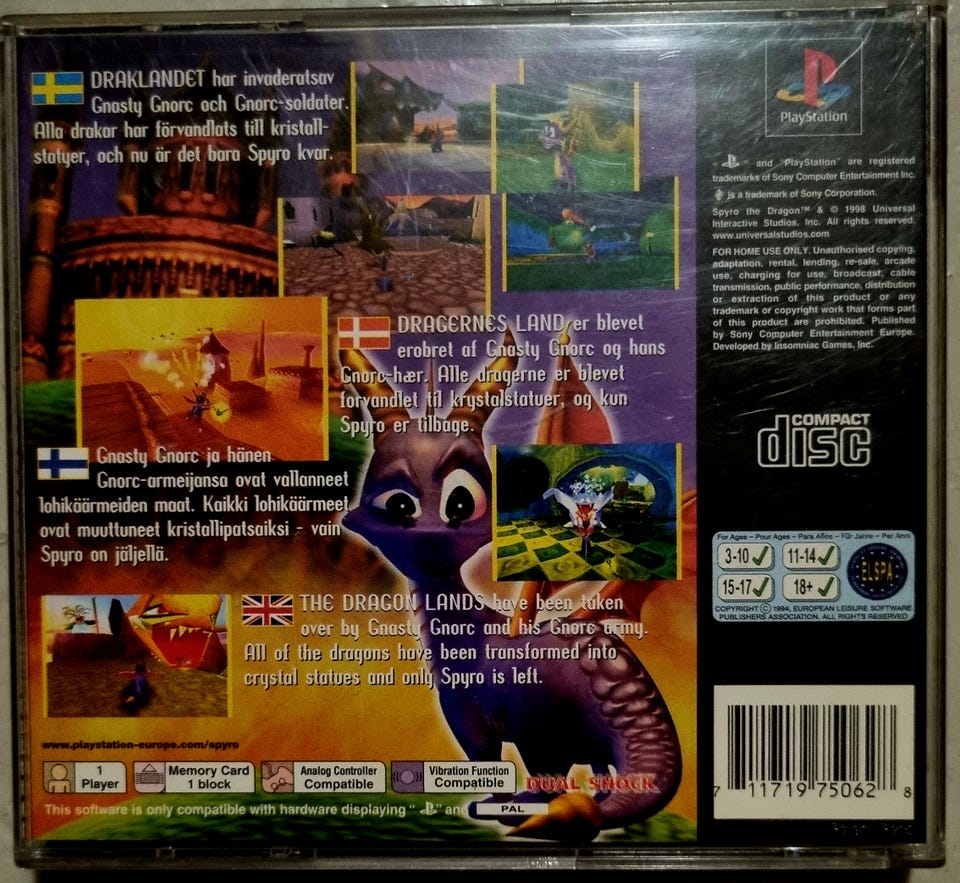 DRAKLANDET har invaderatsav
Gnasty Gnorc och Gnorc-soldater.
Alla drakar har förvandlats till kristall-
statyer, och nu är det bara Spyro kvar.
DRAGERNES LAND er blevet
erobret af Gnasty Gnorc og hans
Gnorc-hær. Alle dragerne er blevet
forvandlet til krystalstatuer, og kun
Spyro er tilbage.
Gnasty Gnorc ja hänen
Gnorc-armeijansa ovat vallanneet
lohikäärmeiden maat. Kaikki lohikäärmeet
ovat muuttuneet kristallipatsaiksi - vain
Spyro on jäljellä.
THE DRAGON LANDS have been taken
over by Gnasty Gnorc and his Gnorc army.
All of the dragons have been transformed into
crystal statues and only Spyro is left.
www.playstation-europe.com/spyro
1
Player
Memory Card
1 block
Analog Controller
Compatible
Vibration Function
Compatible
DUAL SHOCK
This software is only compatible with hardware displaying " " and
PAL
PlayStation
" " and "PlayStation" are registered
trademarks of Sony Computer Entertainment Inc.
is a trademark of Sony Corporation.
Spyro the Dragon™ & © 1998 Universal
Interactive Studios, Inc. All rights reserved.
www.universalstudios.com
FOR HOME USE ONLY. Unauthorised copying,
adaptation, rental, lending, re-sale, arcade
use, charging for use, broadcast, cable
transmission, public performance, distribution
or extraction of this product or any
trademark or copyright work that forms part
of this product are prohibited. Published
by Sony Computer Entertainment Europe.
Developed by Insomniac Games, Inc.
COMPACT
disc
For Ages - Pour Ages - Para Años - Für Jahre - Per Anni
3-10 ✓ 11-14 ✓
15-17 ✓ 18+ ✓
ELSPA
COPYRIGHT © 1994, EUROPEAN LEISURE SOFTWARE
PUBLISHERS ASSOCIATION. ALL RIGHTS RESERVED
7 11719 75062 8